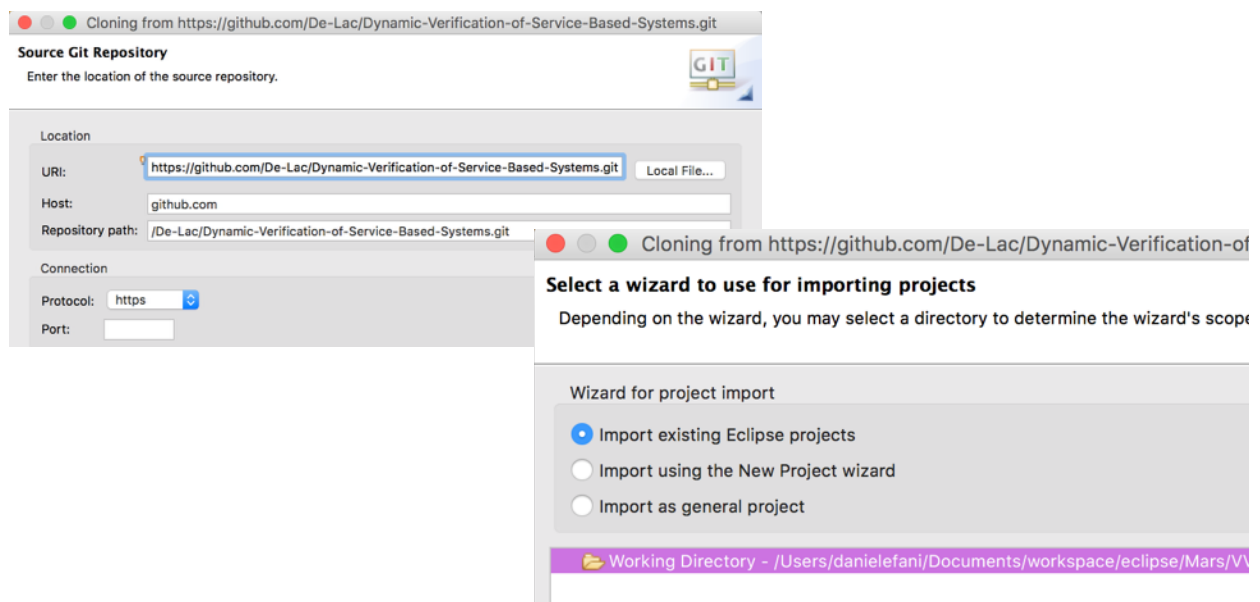 Cloning from https://github.com/De-Lac/Dynamic-Verification-of-Service-Based-Systems.git
Source Git Repository
Enter the location of the source repository.
GIT
Location
URI: https://github.com/De-Lac/Dynamic-Verification-of-Service-Based-Systems.git Local File...
Host: github.com
Repository path: /De-Lac/Dynamic-Verification-of-Service-Based-Systems.git
Connection
Protocol: https
Port:
Cloning from https://github.com/De-Lac/Dynamic-Verification-of
Select a wizard to use for importing projects
Depending on the wizard, you may select a directory to determine the wizard's scope
Wizard for project import
Import existing Eclipse projects
Import using the New Project wizard
Import as general project
Working Directory - /Users/danielefani/Documents/workspace/eclipse/Mars/VV